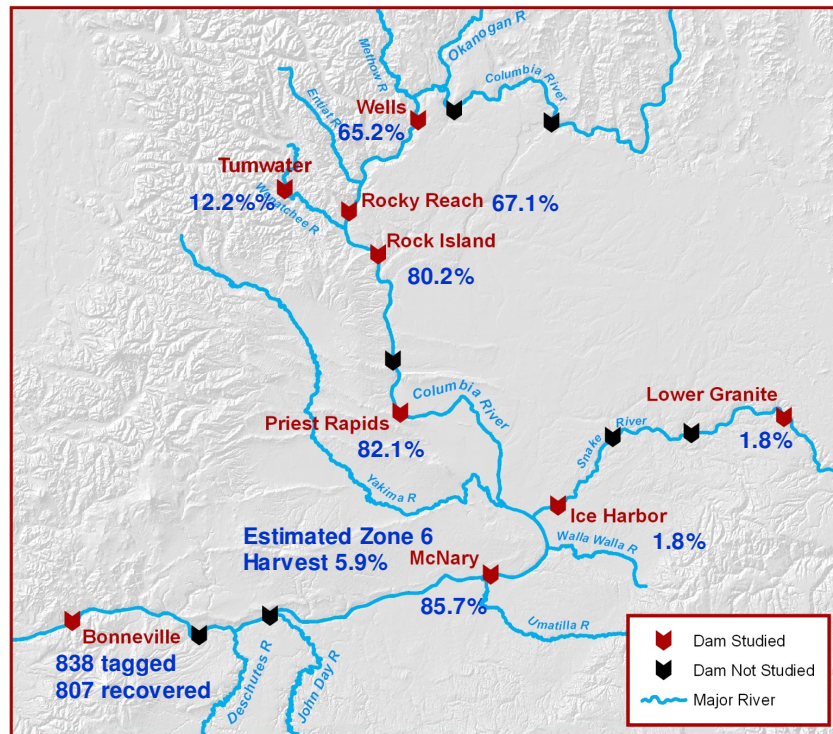 Methow R
Okanogan R
Columbia River
Entiat R
Wells
65.2%
Tumwater
12.2%%
Wenatchee R
Rocky Reach 67.1%
Rock Island
80.2%
Columbia River
Priest Rapids
82.1%
Lower Granite
1.8%
Snake River
Yakima R
Ice Harbor
1.8%
Walla Walla R
Estimated Zone 6
Harvest 5.9%
McNary
85.7%
Umatilla R
Bonneville
838 tagged
807 recovered
Deschutes R
John Day R
Dam Studied
Dam Not Studied
Major River